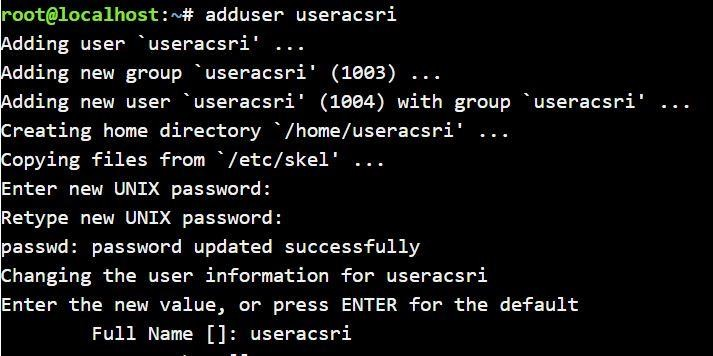 root@localhost:~# adduser useracsri
Adding user `useracsri' ...
Adding new group `useracsri' (1003) ...
Adding new user `useracsri' (1004) with group `useracsri' ...
Creating home directory `/home/useracsri' ...
Copying files from `/etc/skel' ...
Enter new UNIX password:
Retype new UNIX password:
passwd: password updated successfully
Changing the user information for useracsri
Enter the new value, or press ENTER for the default
        Full Name []: useracsri